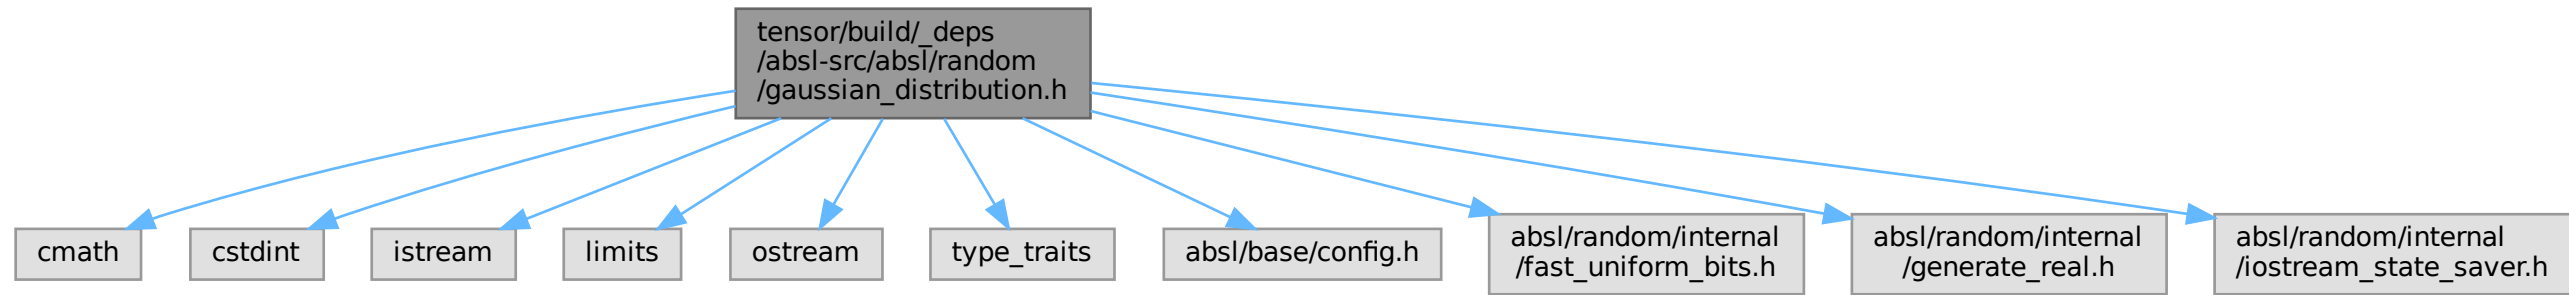 tensor/build/_deps
/absl-src/absl/random
/gaussian_distribution.h
cmath
cstdint
istream
limits
ostream
type_traits
absl/base/config.h
absl/random/internal
/fast_uniform_bits.h
absl/random/internal
/generate_real.h
absl/random/internal
/iostream_state_saver.h